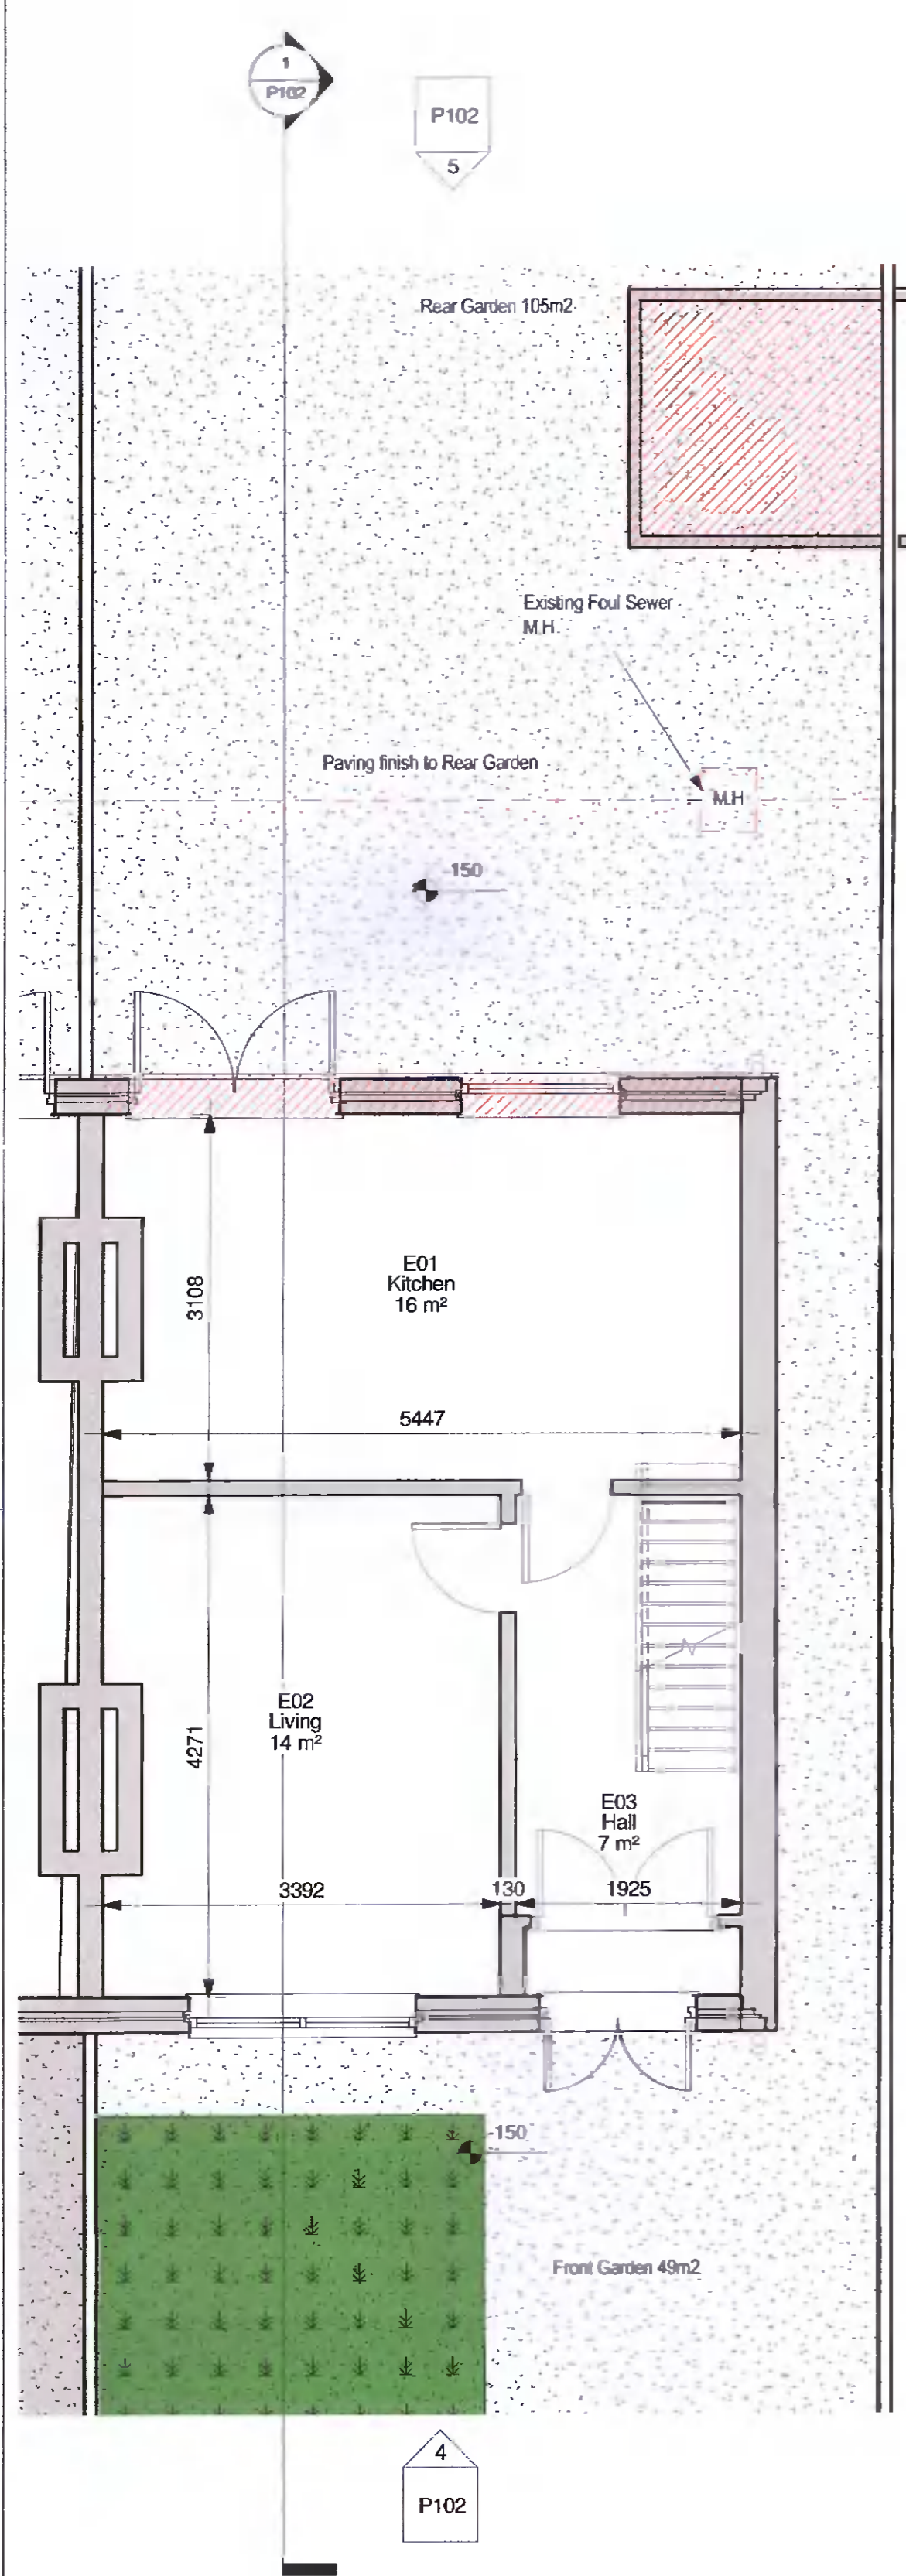 1
P102
P102
5
Rear Garden 105m2
Existing Foul Sewer
M.H.
Paving finish to Rear Garden
M.H
-150
E01
Kitchen
16 m²
3108
5447
E02
Living
14 m²
4271
E03
Hall
7 m²
3392
130
1925
-150
Front Garden 49m2
4
P102